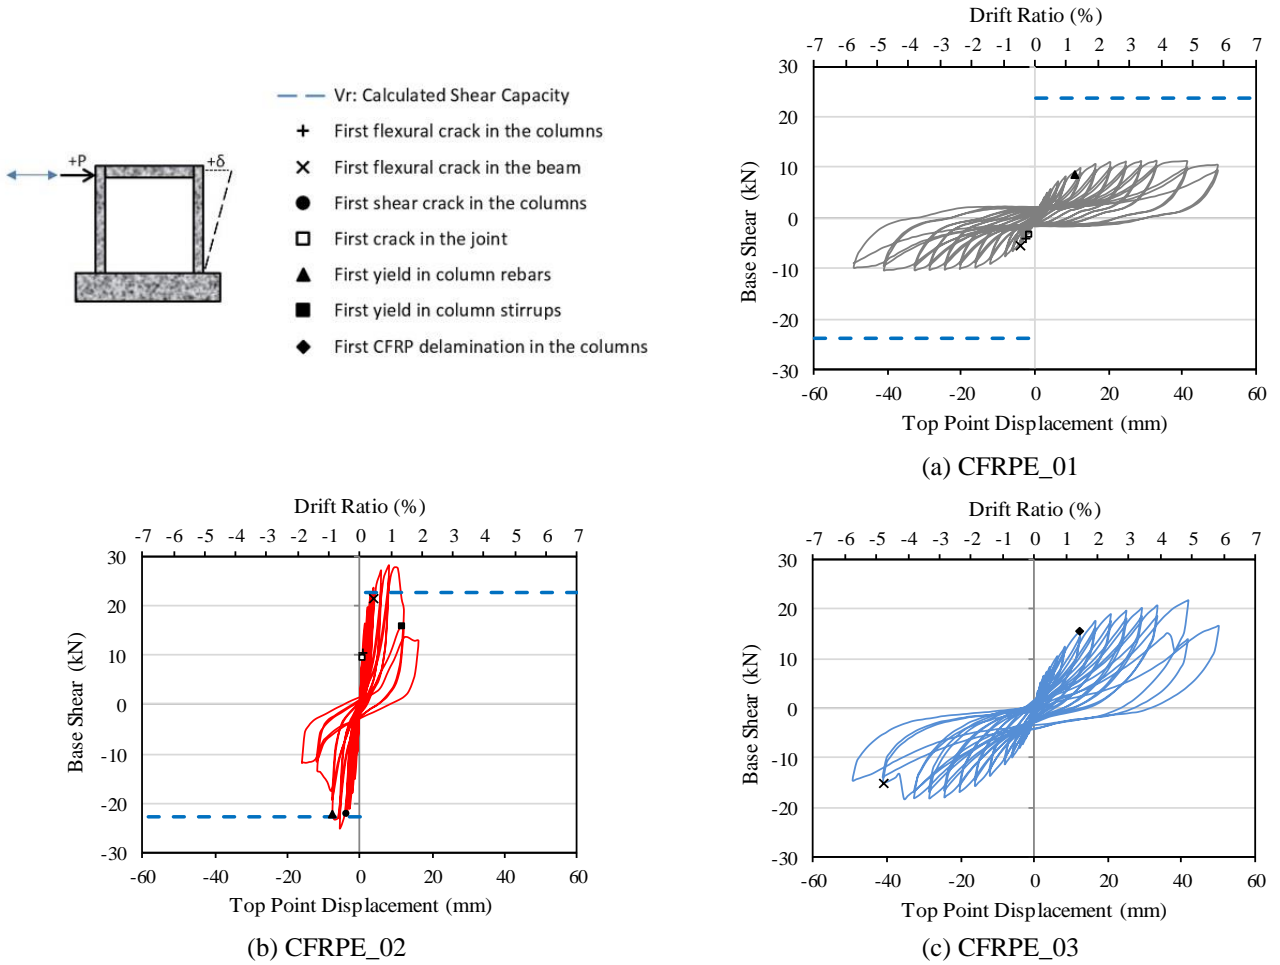 +P
+δ
Vr: Calculated Shear Capacity
First flexural crack in the columns
First flexural crack in the beam
First shear crack in the columns
First crack in the joint
First yield in column rebars
First yield in column stirrups
First CFRP delamination in the columns
Drift Ratio (%)
-7 -6 -5 -4 -3 -2 -1 0 1 2 3 4 5 6 7
30
20
10
0
-10
-20
-30
Base Shear (kN)
-60 -40 -20 0 20 40 60
Top Point Displacement (mm)
(a) CFRPE_01
Drift Ratio (%)
-7 -6 -5 -4 -3 -2 -1 0 1 2 3 4 5 6 7
30
20
10
0
-10
-20
-30
Base Shear (kN)
-60 -40 -20 0 20 40 60
Top Point Displacement (mm)
(b) CFRPE_02
Drift Ratio (%)
-7 -6 -5 -4 -3 -2 -1 0 1 2 3 4 5 6 7
30
20
10
0
-10
-20
-30
Base Shear (kN)
-60 -40 -20 0 20 40 60
Top Point Displacement (mm)
(c) CFRPE_03